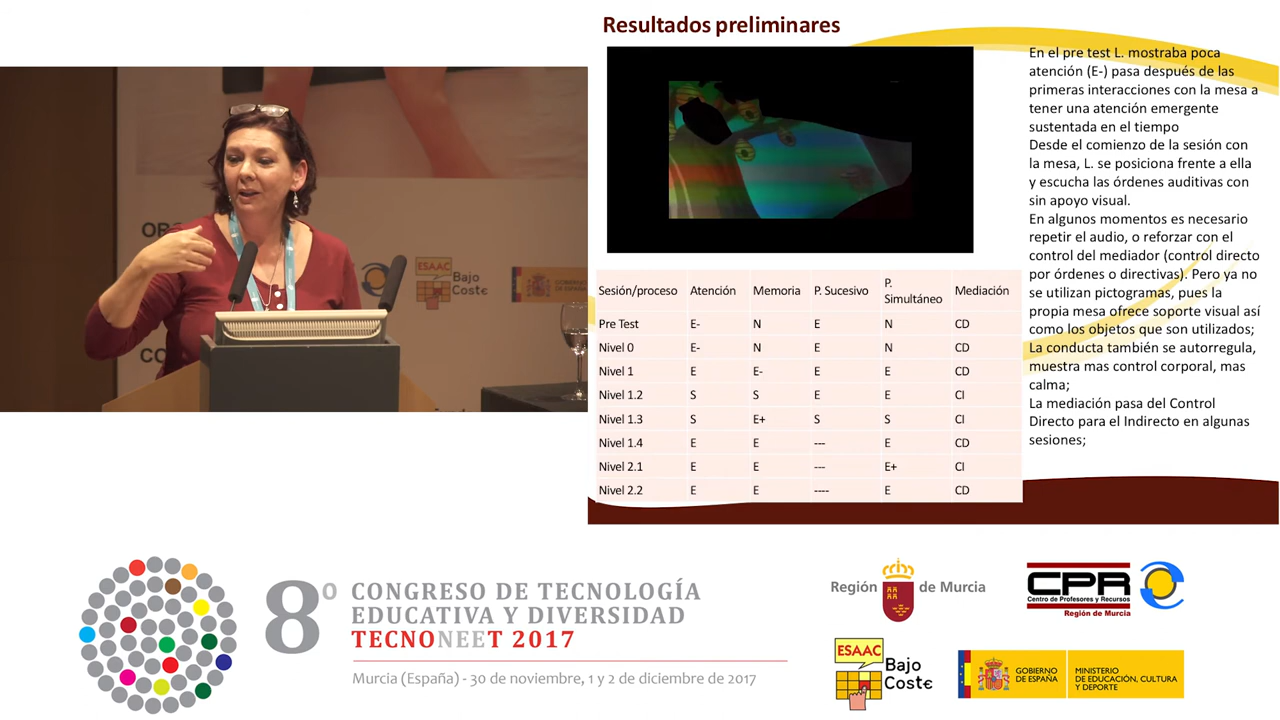 Resultados preliminares
En el pre test L. mostraba poca
atención (E-) pasa después de las
primeras interacciones con la mesa a
tener una atención emergente
sustentada en el tiempo
Desde el comienzo de la sesión con
la mesa, L. se posiciona frente a ella
y escucha las órdenes auditivas con
sin apoyo visual.
En algunos momentos es necesario
repetir el audio, o reforzar con el
control del mediador (control directo
por órdenes o directivas). Pero ya no
se utilizan pictogramas, pues la
propia mesa ofrece soporte visual así
como los objetos que son utilizados;
La conducta también se autorregula,
muestra mas control corporal, mas
calma;
La mediación pasa del Control
Directo para el Indirecto en algunas
sesiones;
Sesión/proceso Atención Memoria P. Sucesivo P. Simultáneo Mediación
Pre Test E- N E N CD
Nivel 0 E- N E N CD
Nivel 1 E E- E E CD
Nivel 1.2 S S E E CI
Nivel 1.3 S E+ S S CI
Nivel 1.4 E E --- E CD
Nivel 2.1 E E --- E+ CI
Nivel 2.2 E E ---- E CD
ESAAC
Bajo
Coste
GOBIERNO
DE ESPAÑA
8º
CONGRESO DE TECNOLOGÍA
EDUCATIVA Y DIVERSIDAD
TECNONEET 2017
Murcia (España) - 30 de noviembre, 1 y 2 de diciembre de 2017
Región de Murcia
CPR
Centro de Profesores y Recursos
Región de Murcia
ESAAC
Bajo
Coste
GOBIERNO
DE ESPAÑA
MINISTERIO
DE EDUCACIÓN, CULTURA
Y DEPORTE